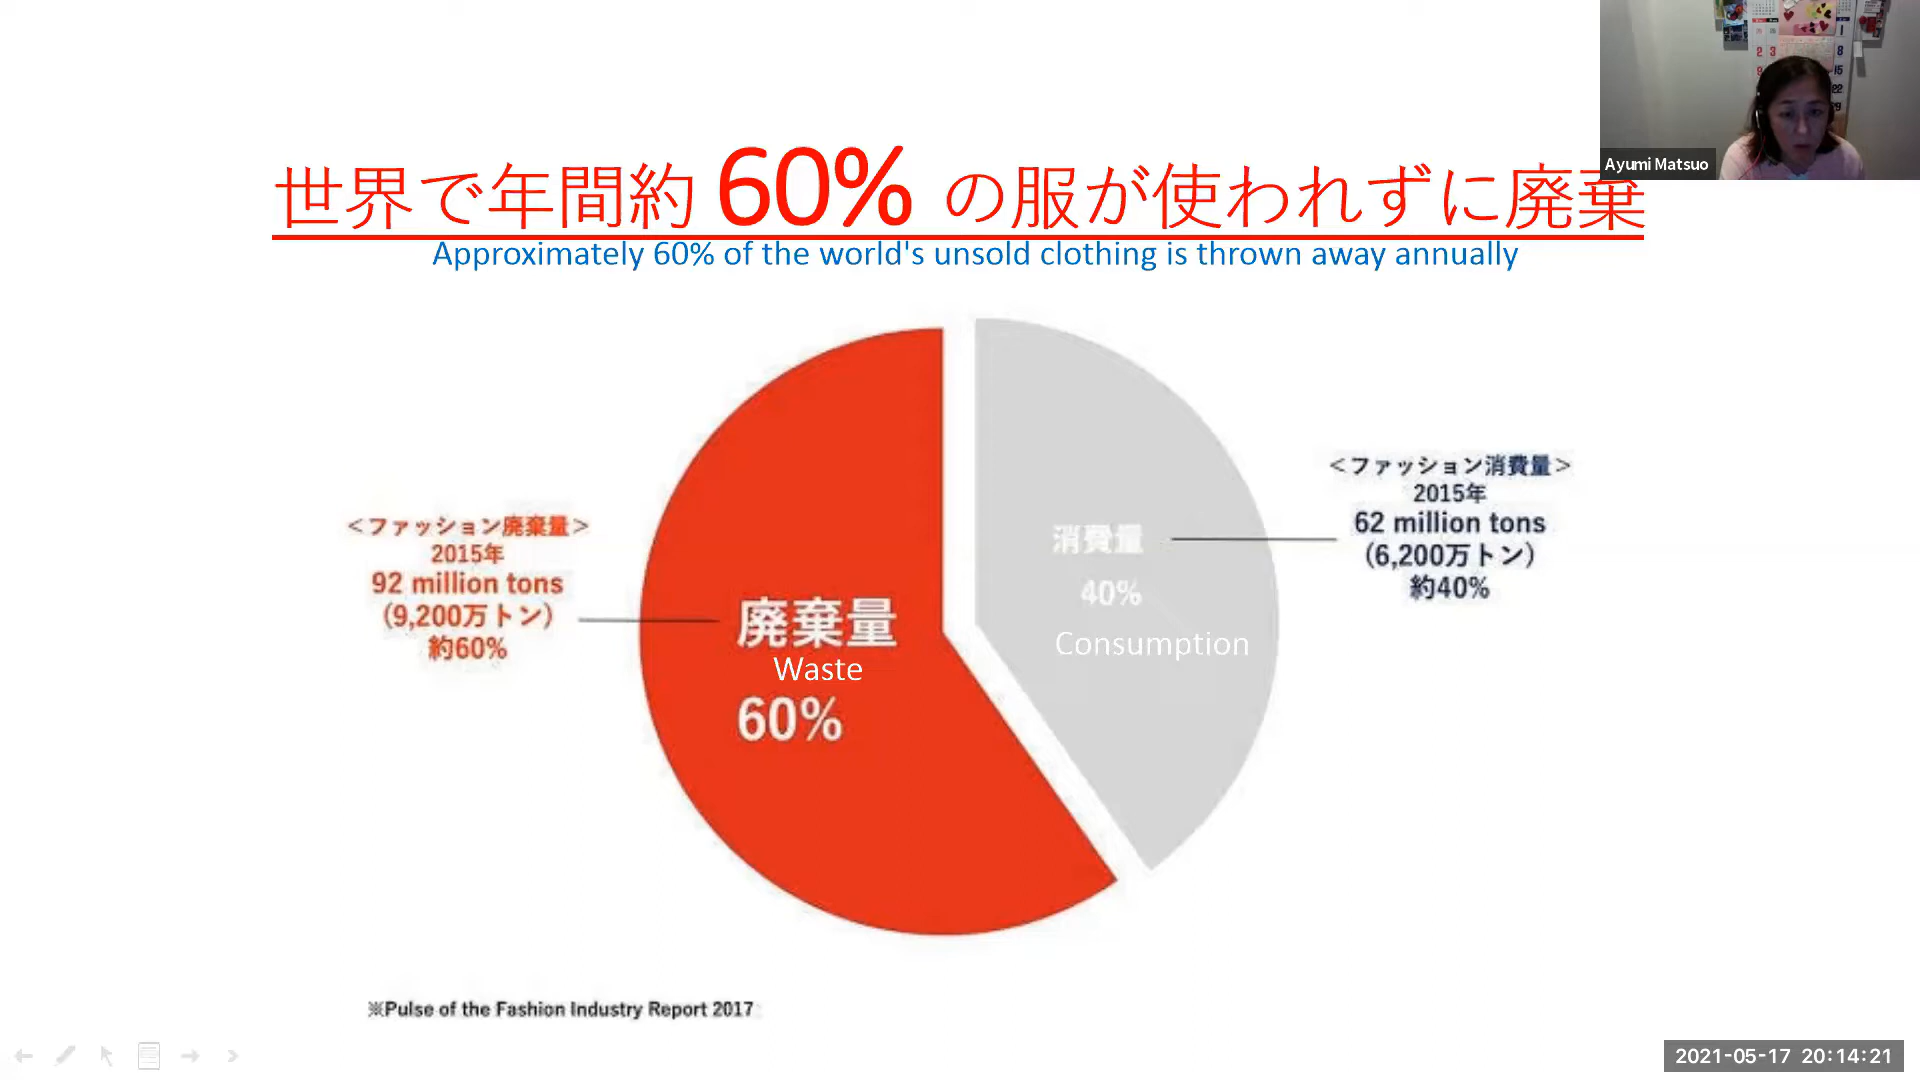 世界で年間約 60% の服が使われずに廃棄
Approximately 60% of the world's unsold clothing is thrown away annually
Ayumi Matsuo
＜ファッション廃棄量＞
2015年
92 million tons
（9,200万トン）
約60%
廃棄量
Waste
60%
消費量
40%
Consumption
＜ファッション消費量＞
2015年
62 million tons
（6,200万トン）
約40%
※Pulse of the Fashion Industry Report 2017
2021-05-17 20:14:21